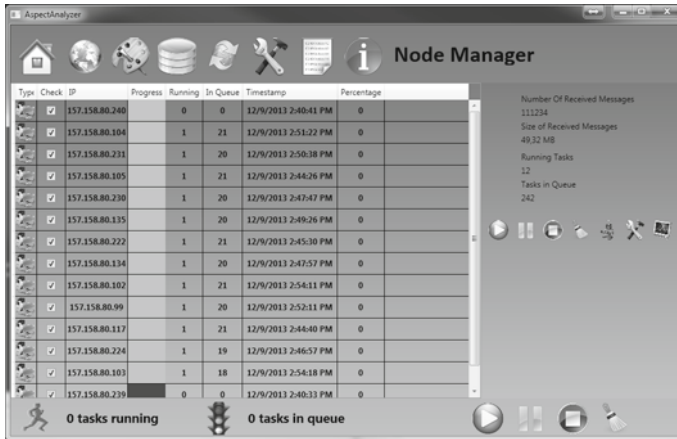 AspectAnalyzer
Node Manager
Type Check IP Progress Running In Queue Timestamp Percentage
157.158.80.240 0 0 12/9/2013 2:40:41 PM 0
157.158.80.104 1 21 12/9/2013 2:51:22 PM 0
157.158.80.231 1 20 12/9/2013 2:50:38 PM 0
157.158.80.105 1 21 12/9/2013 2:44:26 PM 0
157.158.80.230 1 20 12/9/2013 2:47:47 PM 0
157.158.80.135 1 20 12/9/2013 2:49:26 PM 0
157.158.80.222 1 21 12/9/2013 2:45:30 PM 0
157.158.80.134 1 20 12/9/2013 2:47:57 PM 0
157.158.80.102 1 21 12/9/2013 2:54:11 PM 0
157.158.80.99 1 20 12/9/2013 2:52:11 PM 0
157.158.80.117 1 21 12/9/2013 2:44:40 PM 0
157.158.80.224 1 19 12/9/2013 2:46:57 PM 0
157.158.80.103 1 18 12/9/2013 2:54:18 PM 0
157.158.80.239 0 0 12/9/2013 2:40:33 PM 0
Number Of Received Messages
111234
Size of Received Messages
49,32 MB
Running Tasks
12
Tasks in Queue
242
0 tasks running
0 tasks in queue